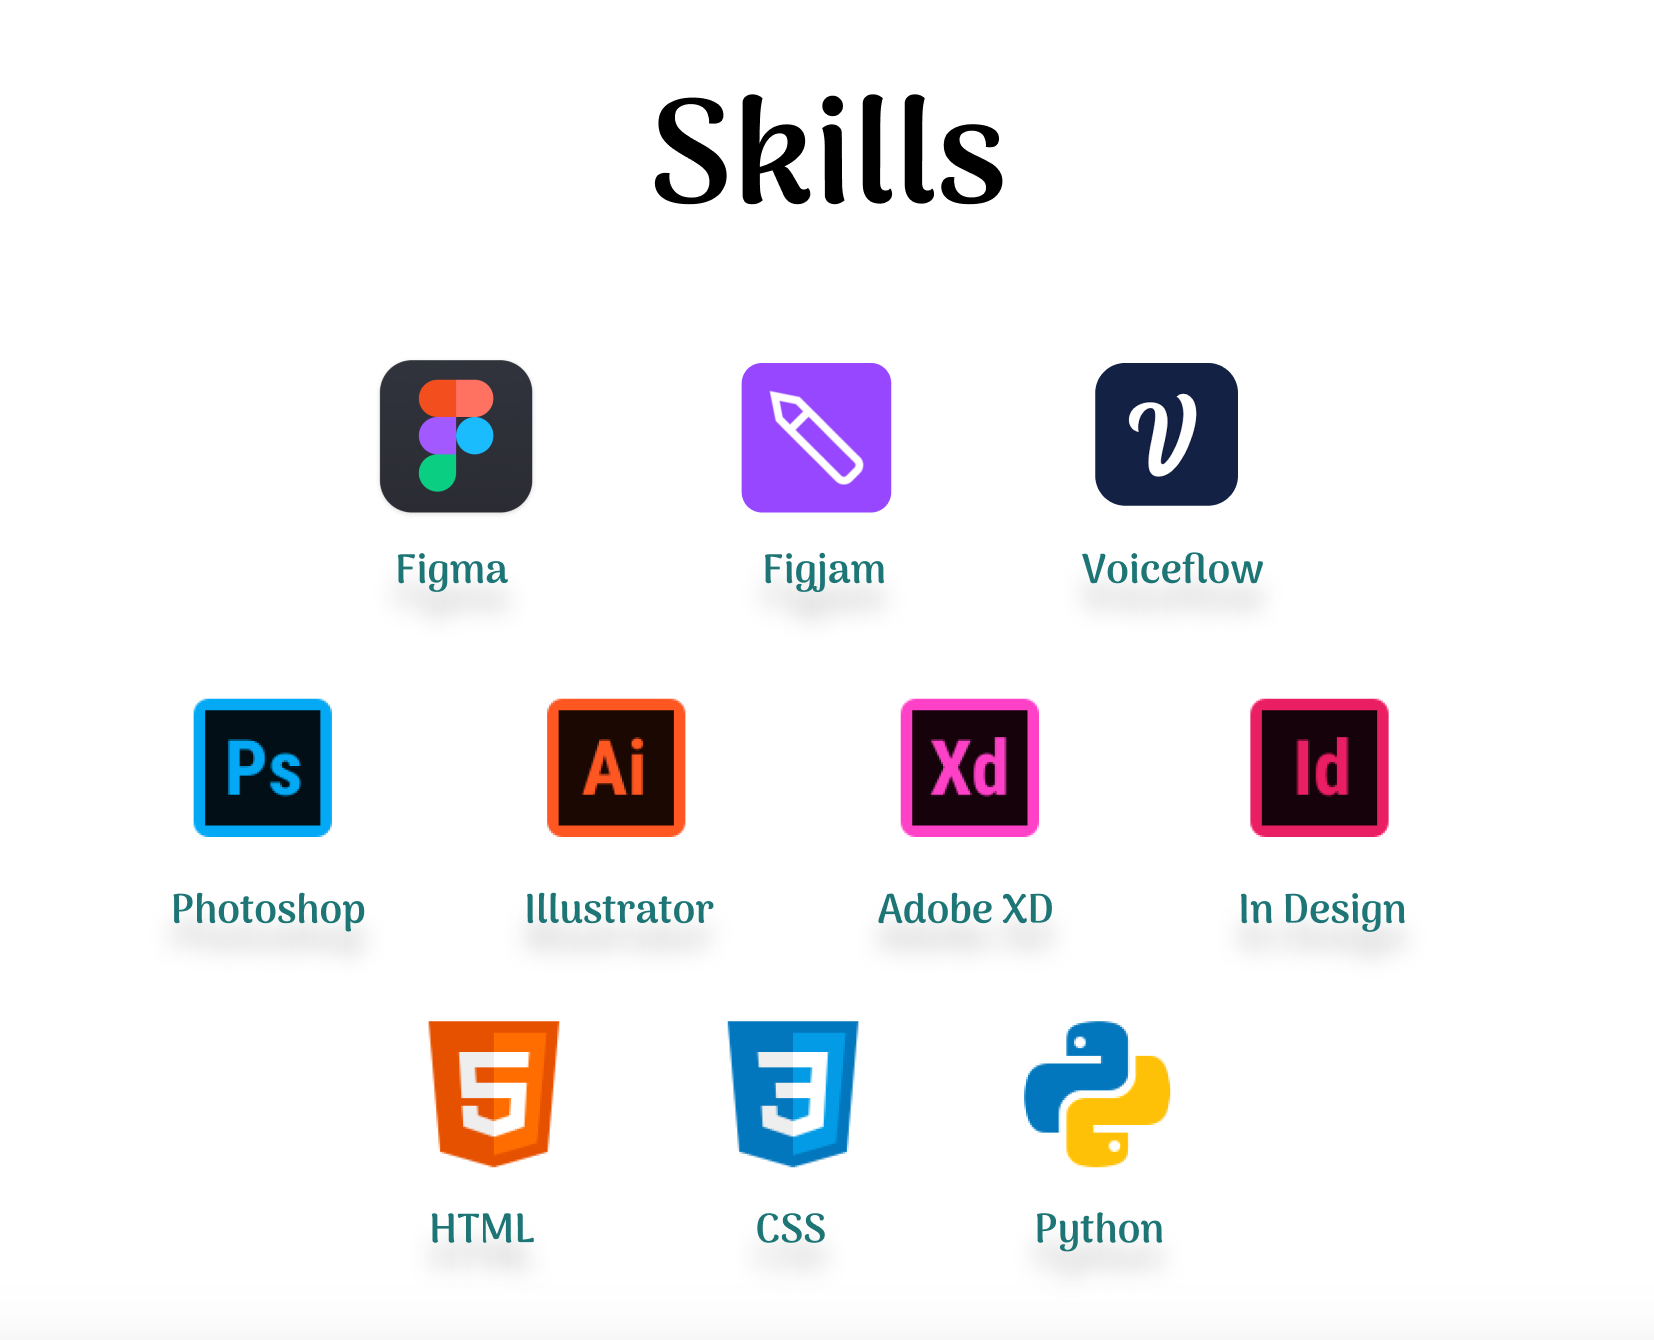 Skills
Figma Figjam Voiceflow
Ps Ai Xd Id
Photoshop Illustrator Adobe XD In Design
5 3
HTML CSS Python